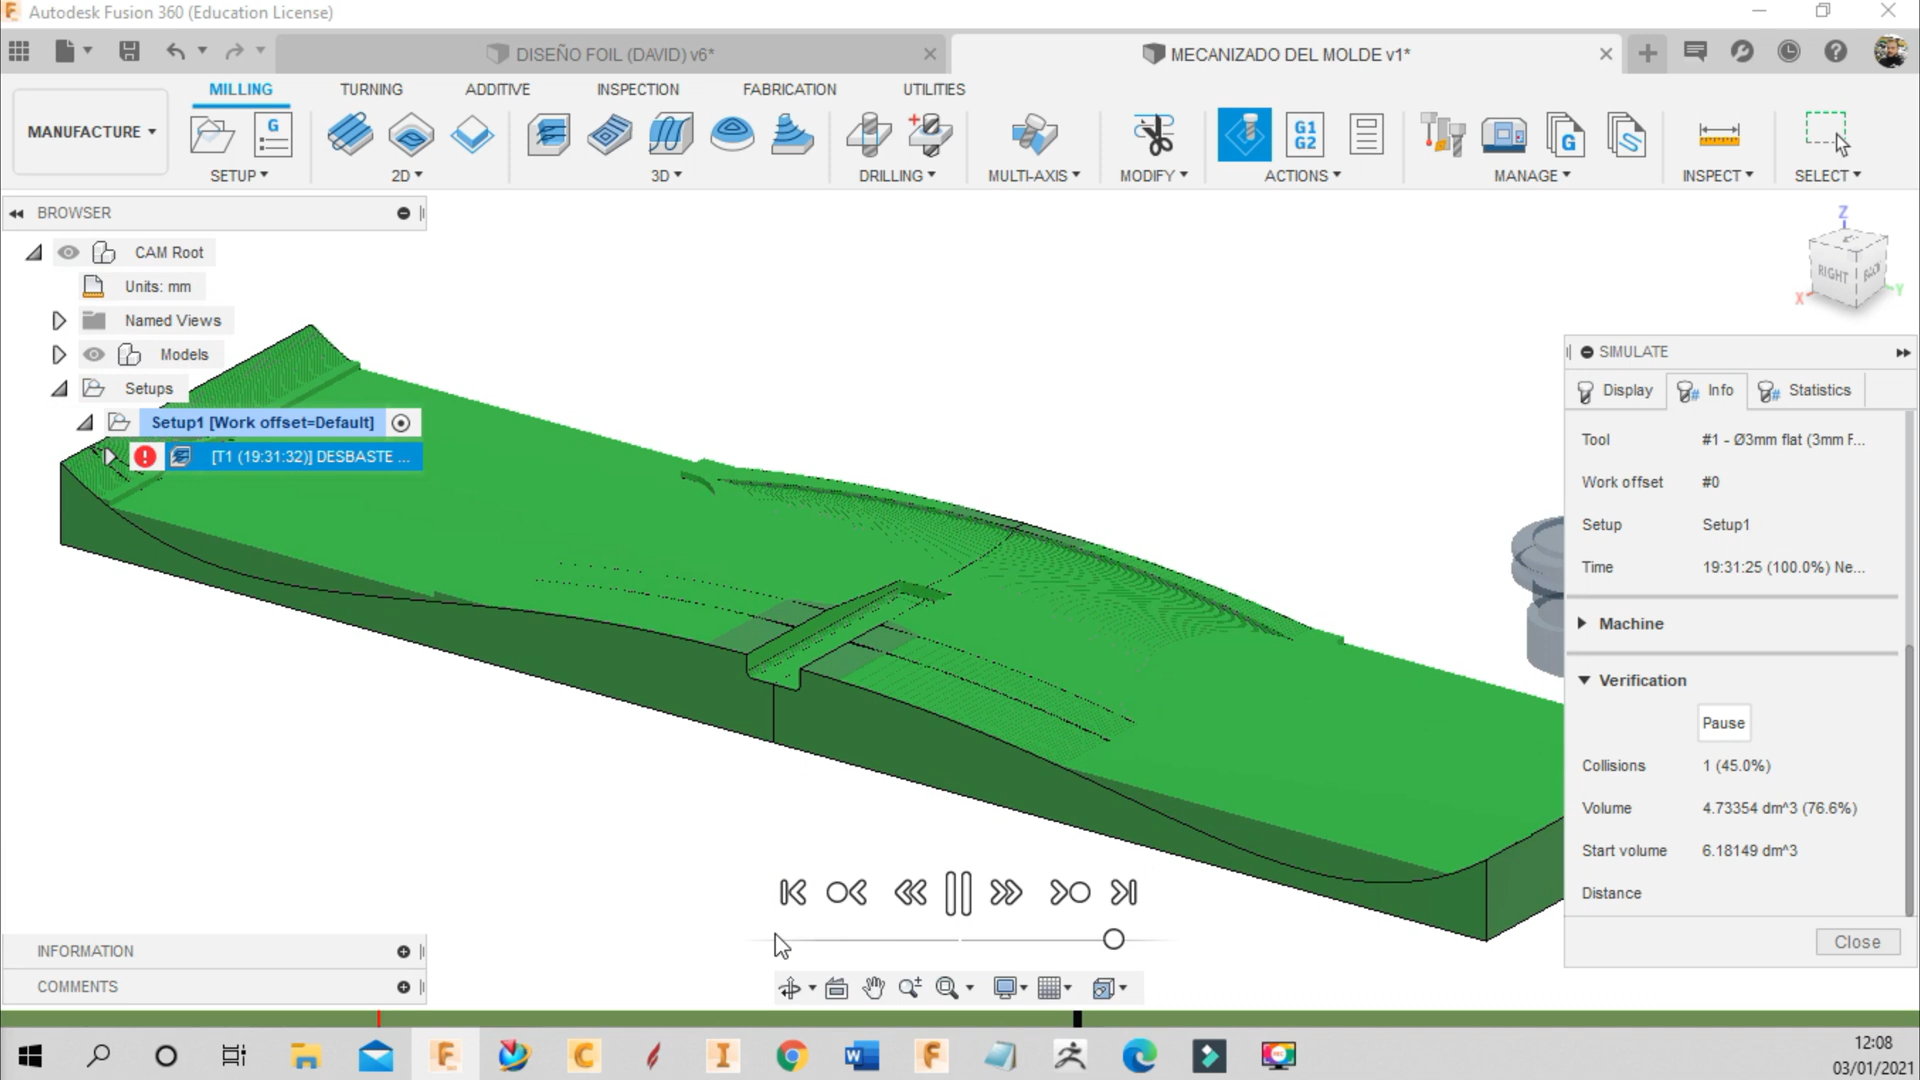 Autodesk Fusion 360 (Education License)
DISEÑO FOIL (DAVID) v6*
MECANIZADO DEL MOLDE v1*
MILLING
TURNING
ADDITIVE
INSPECTION
FABRICATION
UTILITIES
MANUFACTURE
G
G1
G2
G
SETUP
2D
3D
DRILLING
MULTI-AXIS
MODIFY
ACTIONS
MANAGE
INSPECT
SELECT
BROWSER
CAM Root
Units: mm
Named Views
Models
Setups
Setup1 [Work offset=Default]
[T1 (19:31:32)] DESBASTE ...
Z
RIGHT
BACK
X
Y
SIMULATE
Display
Info
Statistics
Tool #1 - Ø3mm flat (3mm F...
Work offset #0
Setup Setup1
Time 19:31:25 (100.0%) Ne...
Machine
Verification
Pause
Collisions 1 (45.0%)
Volume 4.73354 dm^3 (76.6%)
Start volume 6.18149 dm^3
Distance
Close
INFORMATION
COMMENTS
12:08
03/01/2021